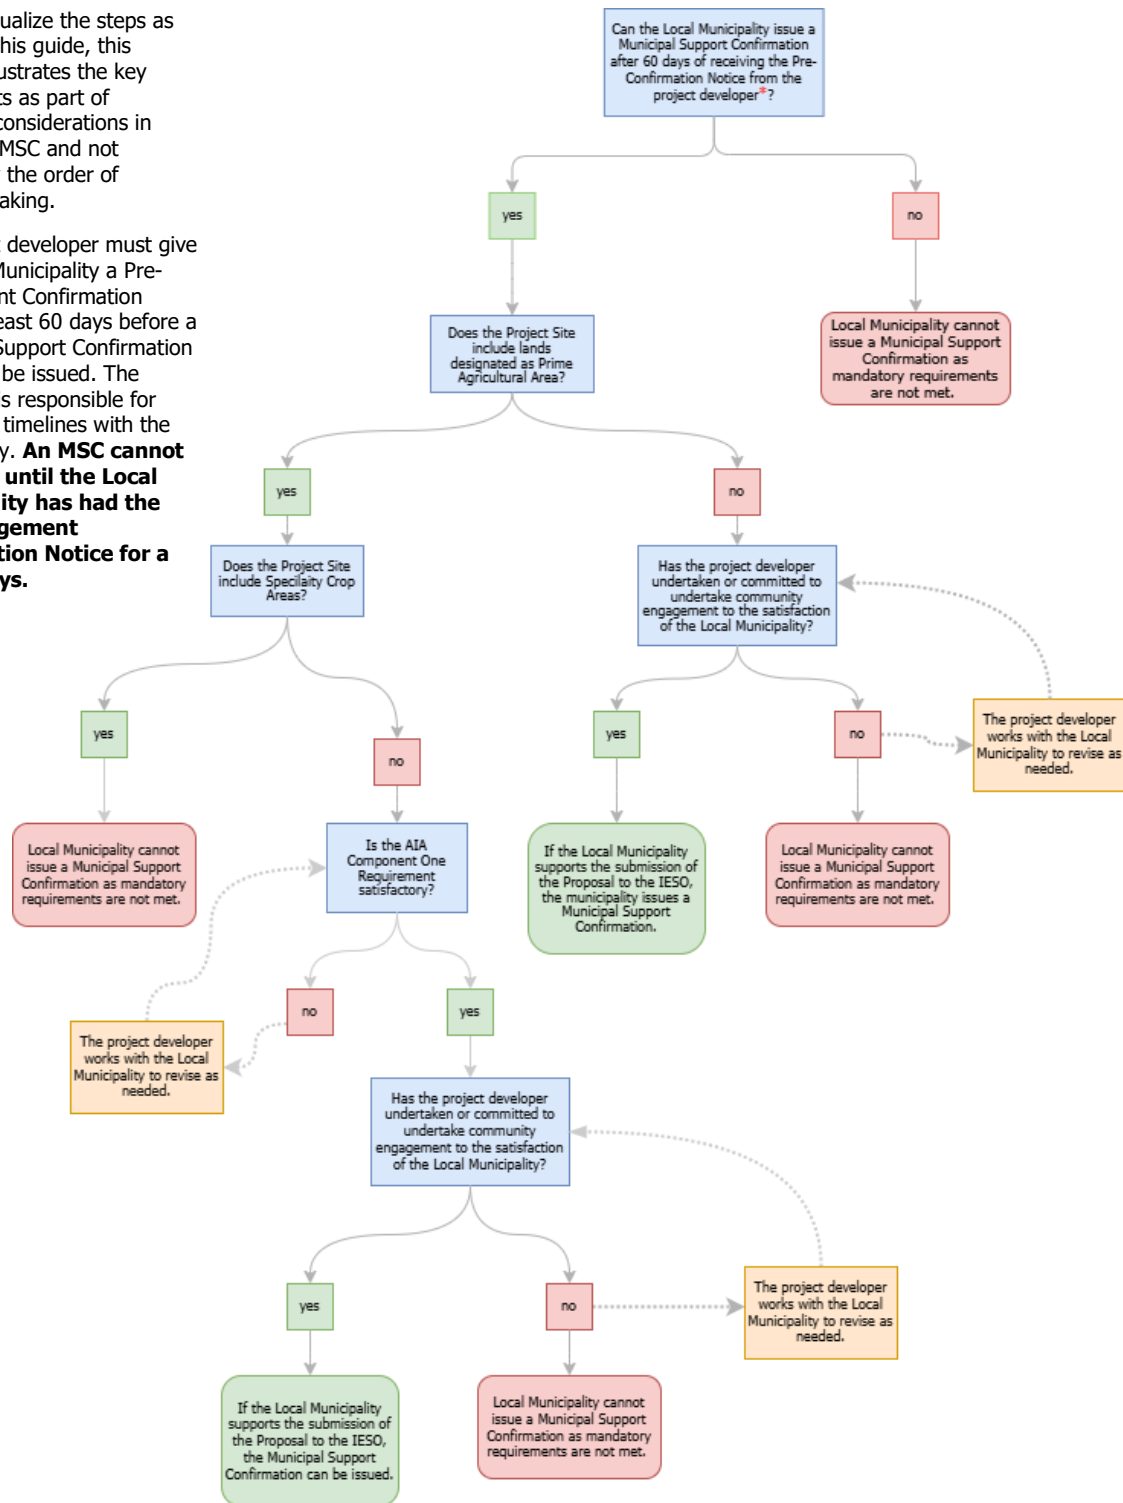 ualize the steps as
his guide, this
ustrates the key
ts as part of
considerations in
MSC and not
the order of
aking.
developer must give
Municipality a Pre-
nt Confirmation
east 60 days before a
Support Confirmation
be issued. The
is responsible for
timelines with the
y. An MSC cannot
until the Local
ity has had the
gement
tion Notice for a
ys.
Can the Local Municipality issue a
Municipal Support Confirmation
after 60 days of receiving the Pre-
Confirmation Notice from the
project developer*?
yes
no
Does the Project Site
include lands
designated as Prime
Agricultural Area?
Local Municipality cannot
issue a Municipal Support
Confirmation as
mandatory requirements
are not met.
yes
no
Does the Project Site
include Specilaity Crop
Areas?
Has the project developer
undertaken or committed to
undertake community
engagement to the satisfaction
of the Local Municipality?
yes
no
yes
no
The project developer
works with the Local
Municipality to revise as
needed.
Local Municipality cannot
issue a Municipal Support
Confirmation as mandatory
requirements are not met.
Is the AIA
Component One
Requirement
satisfactory?
If the Local Municipality
supports the submission of
the Proposal to the IESO,
the municipality issues a
Municipal Support
Confirmation.
Local Municipality cannot
issue a Municipal Support
Confirmation as mandatory
requirements are not met.
no
yes
The project developer
works with the Local
Municipality to revise as
needed.
Has the project developer
undertaken or committed to
undertake community
engagement to the satisfaction
of the Local Municipality?
yes
no
The project developer
works with the Local
Municipality to revise as
needed.
If the Local Municipality
supports the submission of
the Proposal to the IESO,
the Municipal Support
Confirmation can be issued.
Local Municipality cannot
issue a Municipal Support
Confirmation as mandatory
requirements are not met.